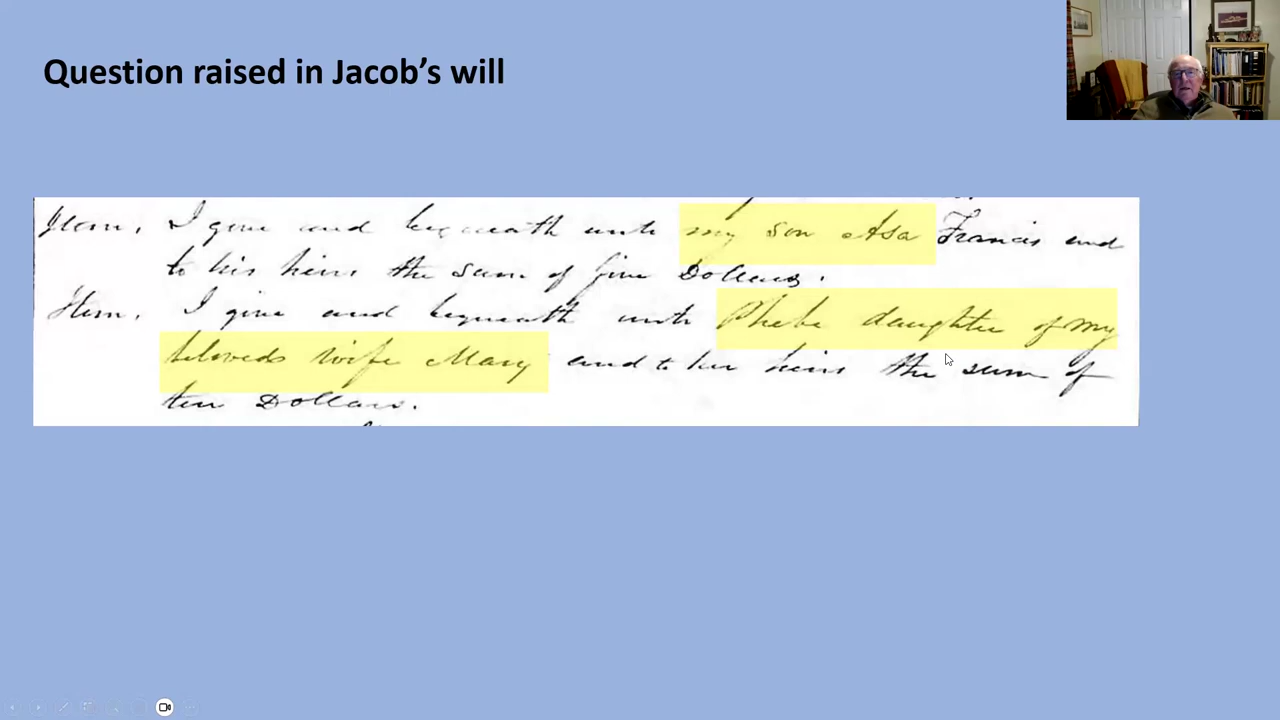 Question raised in Jacob's will
Item, I give and bequeath unto my son Asa Francis and
to his heirs the sum of five Dollars.
Item, I give and bequeath unto Phebe daughter of my
beloveds wife Mary and to her heirs the sum of
ten Dollars.